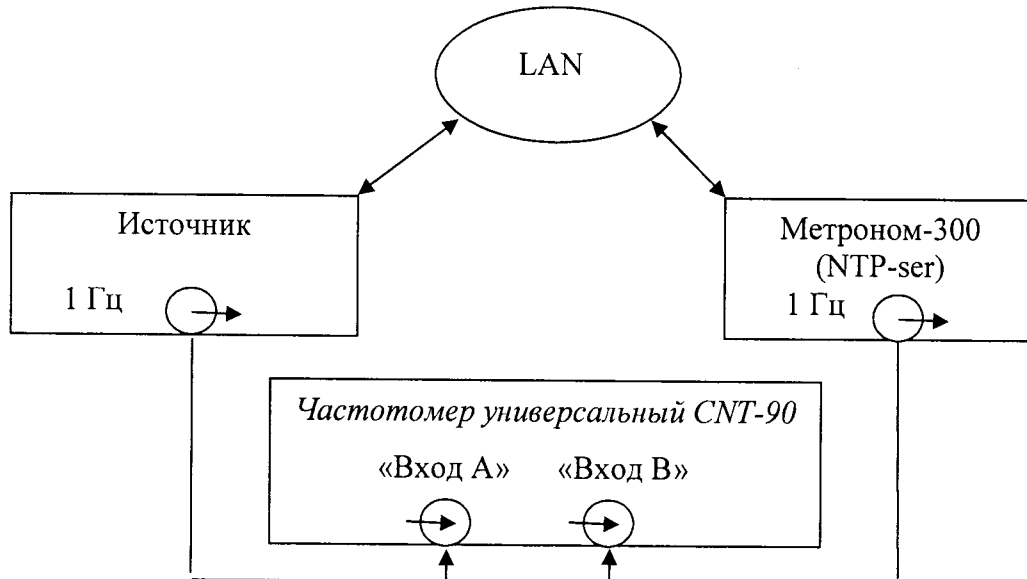 LAN
Источник
1 Гц
Метроном-300
(NTP-ser)
1 Гц
Частотомер универсальный CNT-90
«Вход А» «Вход В»